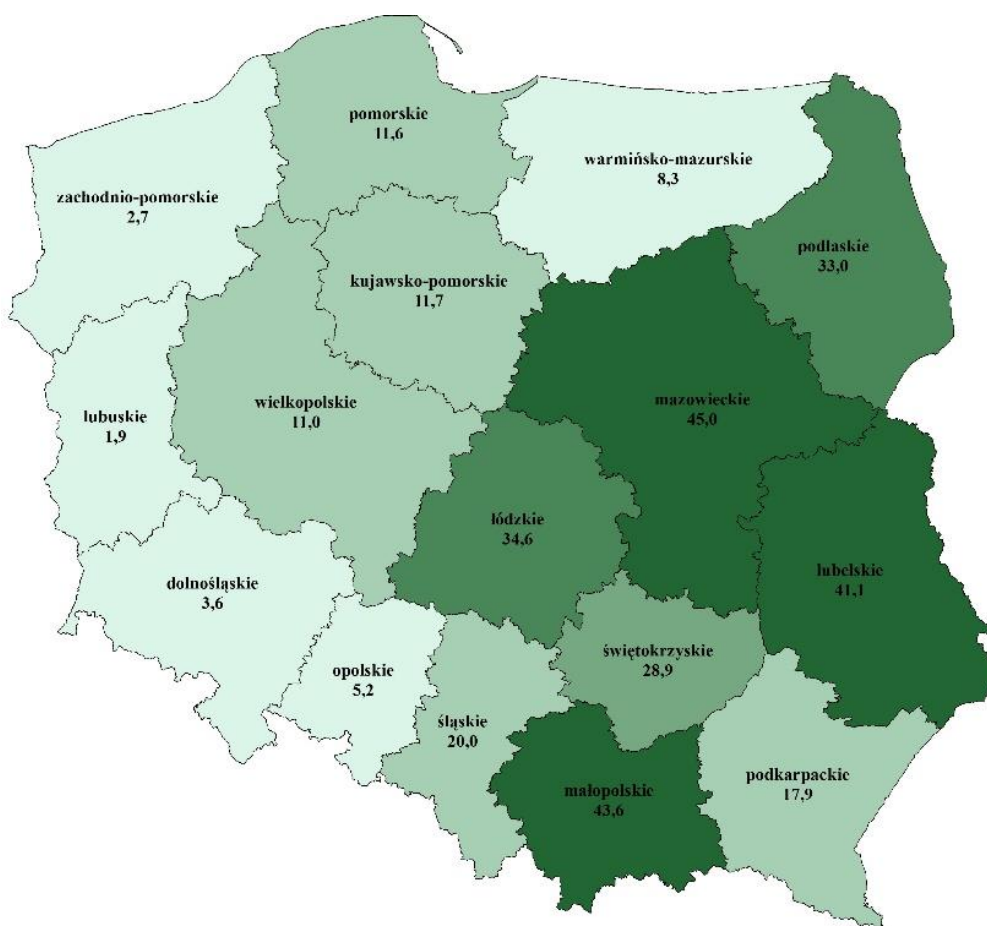 pomorskie
11,6
warmińsko-mazurskie
8,3
zachodnio-pomorskie
2,7
podlaskie
33,0
kujawsko-pomorskie
11,7
mazowieckie
45,0
wielkopolskie
11,0
lubuskie
1,9
łódzkie
34,6
lubelskie
41,1
dolnośląskie
3,6
świętokrzyskie
28,9
opolskie
5,2
śląskie
20,0
podkarpackie
17,9
małopolskie
43,6